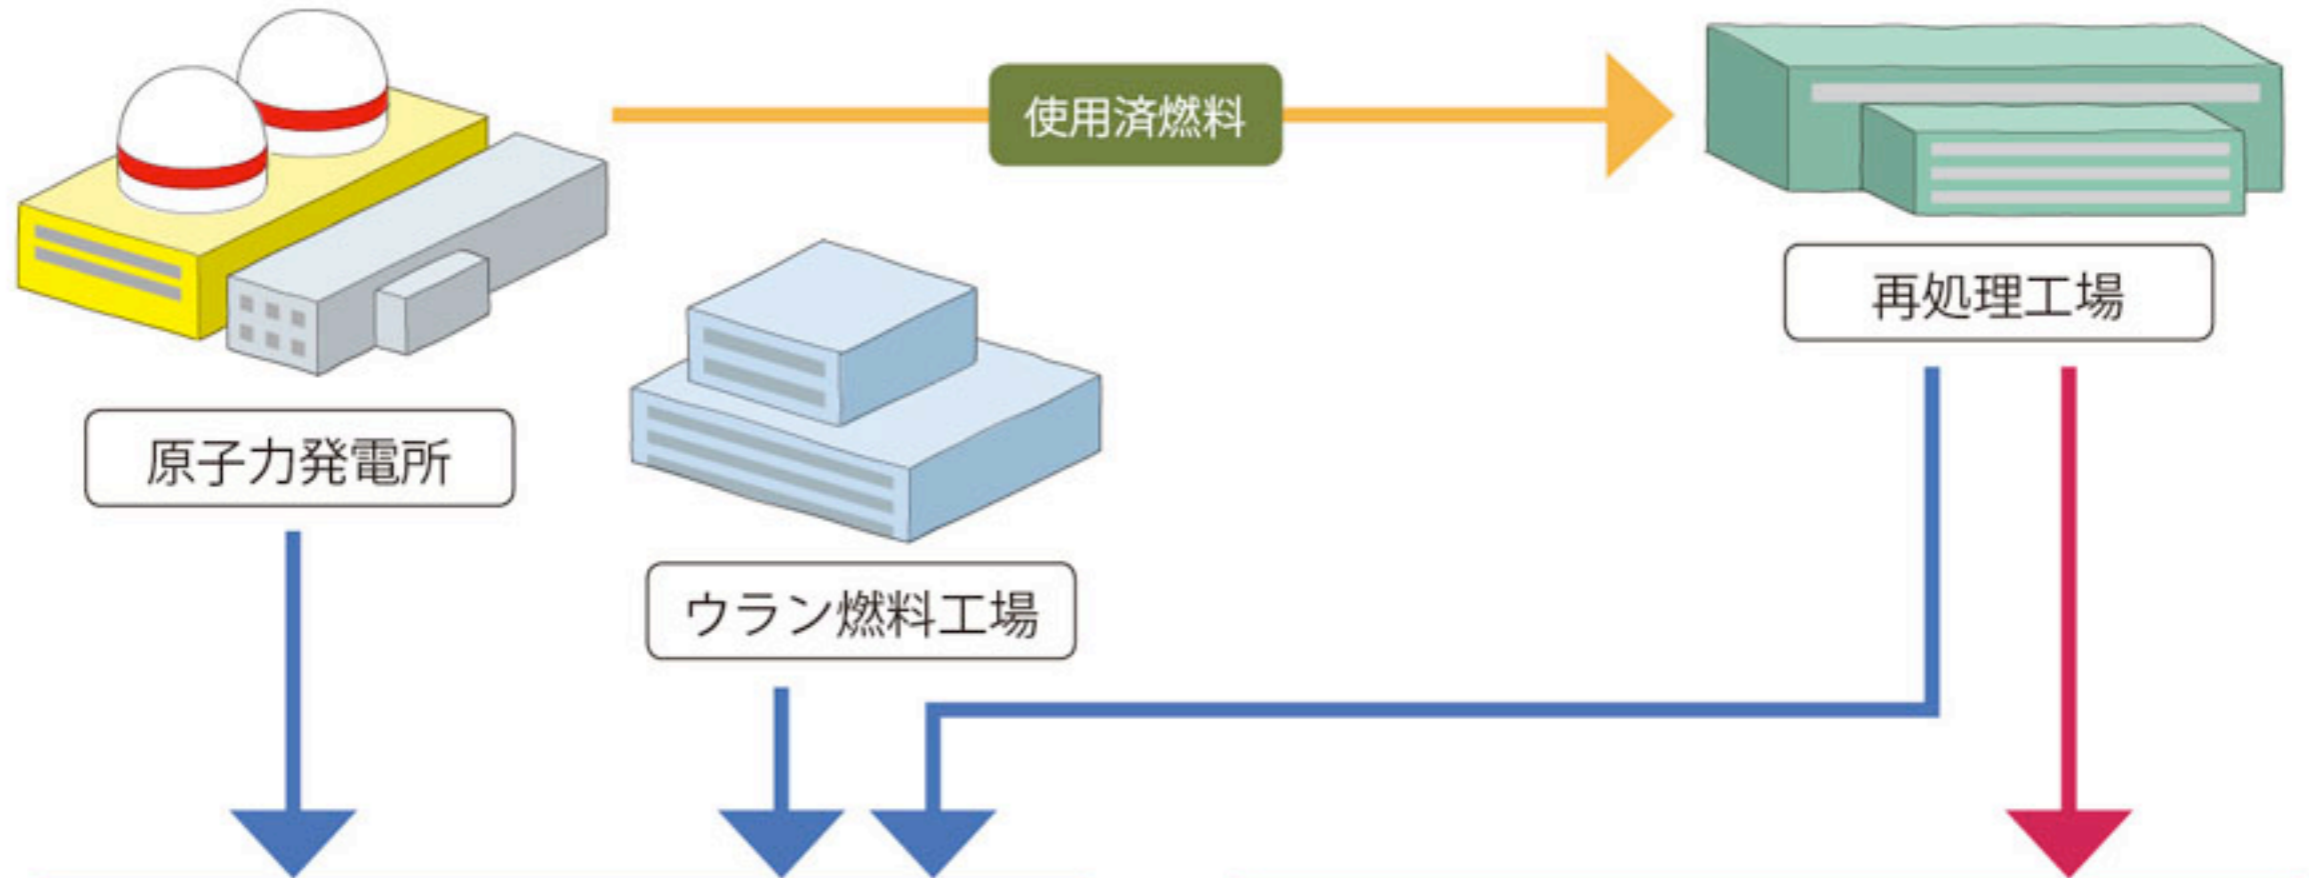 使用済燃料
再処理工場
原子力発電所
ウラン燃料工場